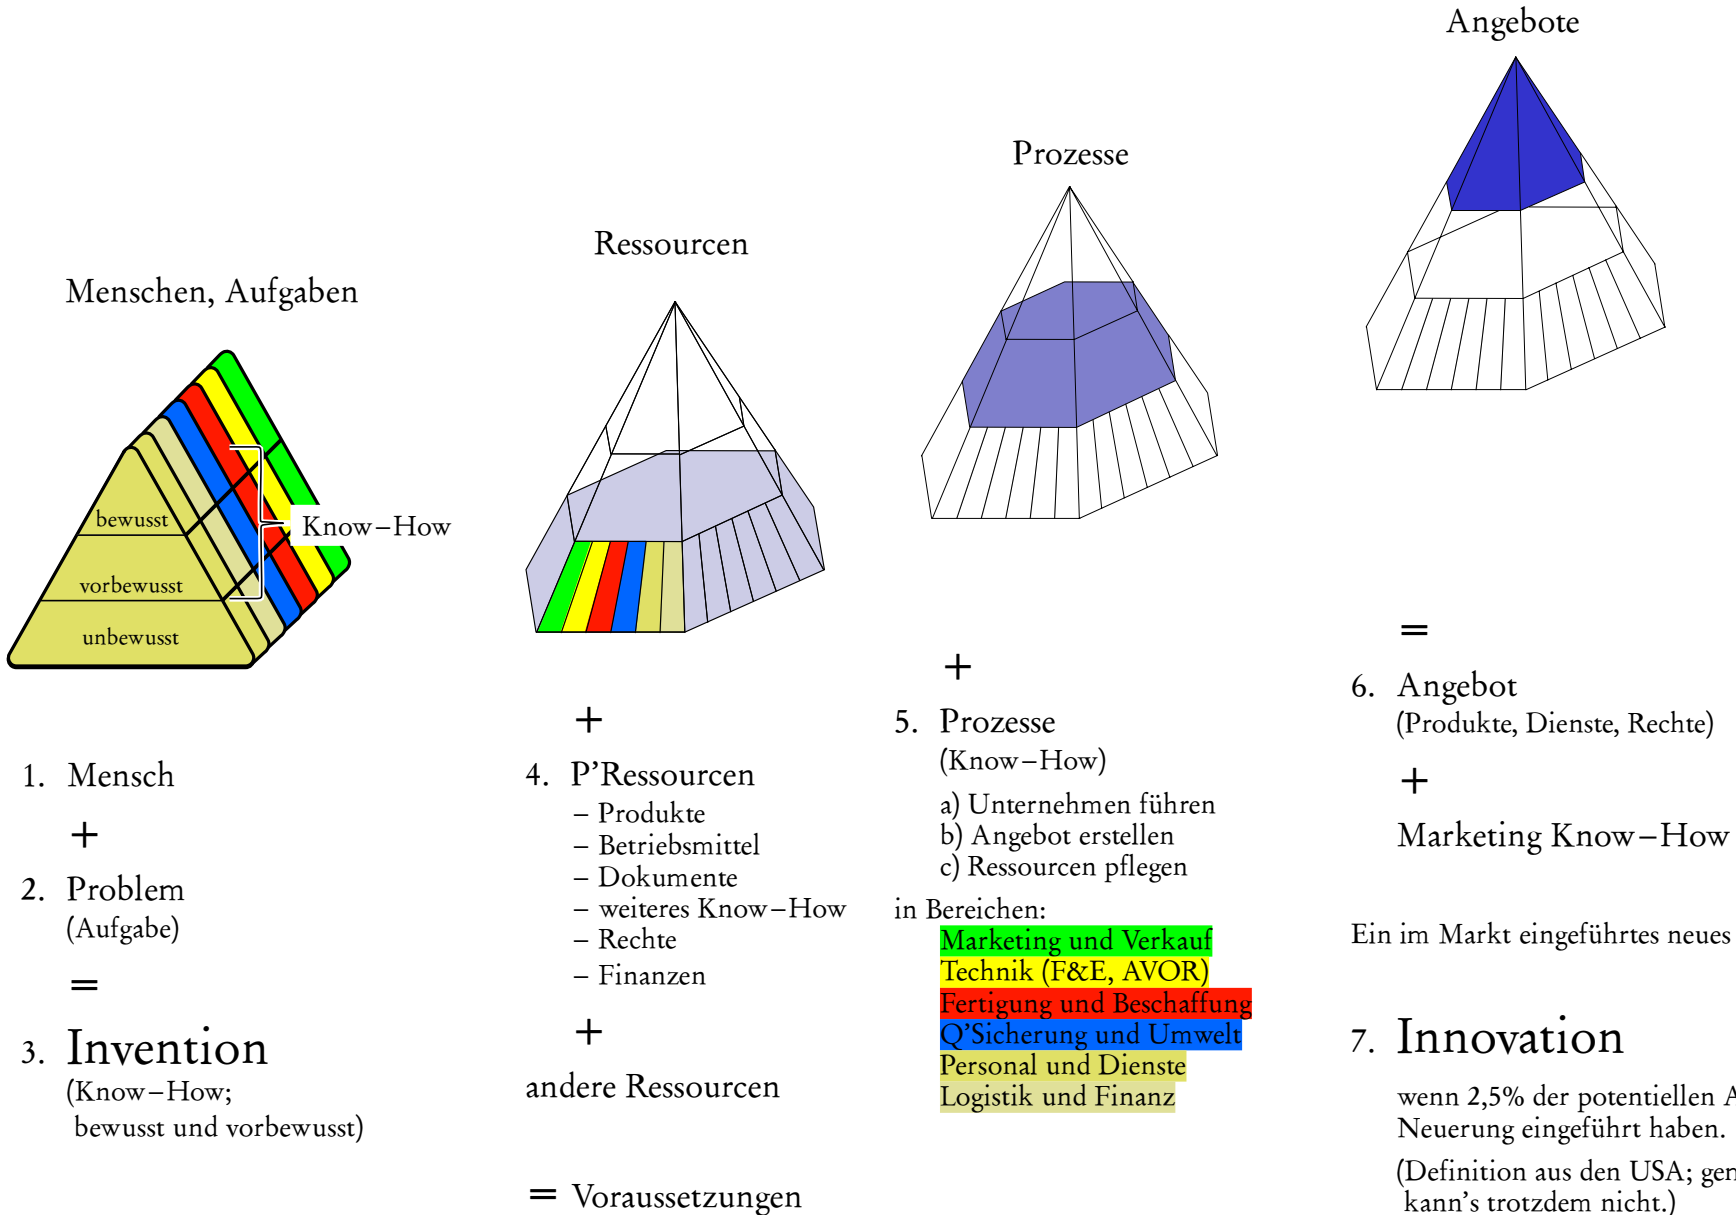 Menschen, Aufgaben
bewusst
vorbewusst
unbewusst
Know–How
1. Mensch
+
2. Problem
(Aufgabe)
=
3. Invention
(Know–How;
bewusst und vorbewusst)
Ressourcen
+
4. P’Ressourcen
– Produkte
– Betriebsmittel
– Dokumente
– weiteres Know–How
– Rechte
– Finanzen
+
andere Ressourcen
= Voraussetzungen
Prozesse
+
5. Prozesse
(Know–How)
a) Unternehmen führen
b) Angebot erstellen
c) Ressourcen pflegen
in Bereichen:
Marketing und Verkauf
Technik (F&E, AVOR)
Fertigung und Beschaffung
Q’Sicherung und Umwelt
Personal und Dienste
Logistik und Finanz
Angebote
=
6. Angebot
(Produkte, Dienste, Rechte)
+
Marketing Know–How
Ein im Markt eingeführtes neues
7. Innovation
wenn 2,5% der potentiellen
Neuerung eingeführt haben.
(Definition aus den USA;
kann’s trotzdem nicht.)